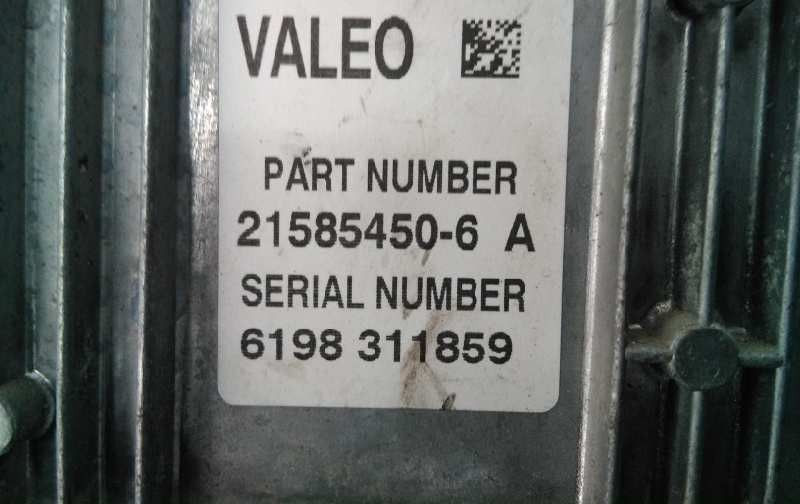 VALEO
PART NUMBER
21585450-6 A
SERIAL NUMBER
6198 311859